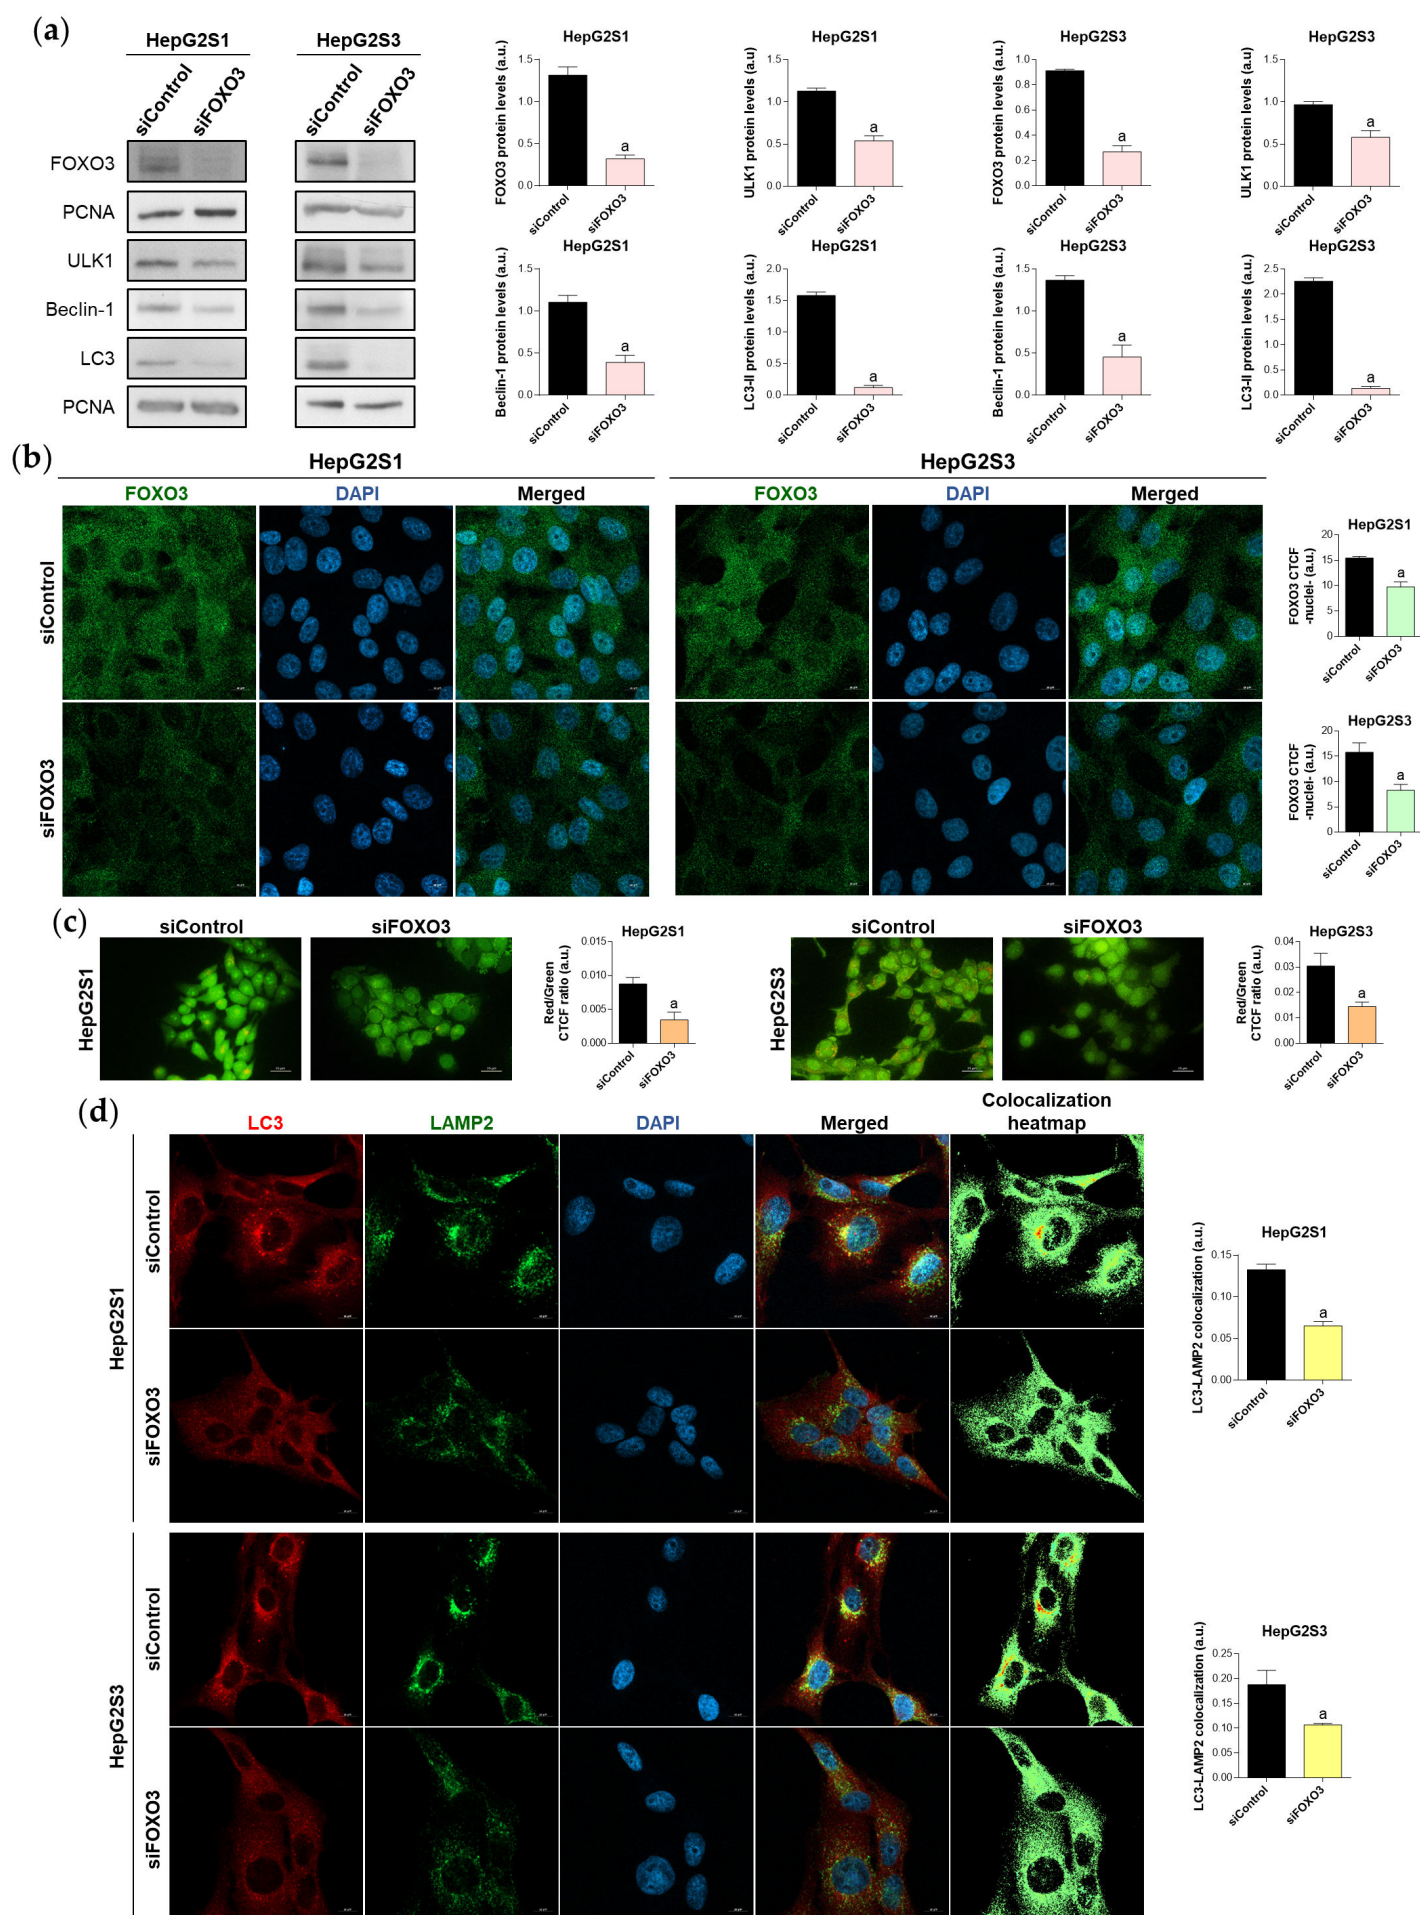 (a)
HepG2S1
HepG2S3
siControl
siFOXO3
siControl
siFOXO3
FOXO3
PCNA
ULK1
Beclin-1
LC3
PCNA
HepG2S1
FOXO3 protein levels (a.u.)
1.5
1.0
0.5
0.0
a
siControl
siFOXO3
HepG2S1
ULK1 protein levels (a.u)
1.5
1.0
0.5
0.0
a
siControl
siFOXO3
HepG2S3
FOXO3 protein levels (a.u.)
1.0
0.8
0.6
0.4
0.2
0.0
a
siControl
siFOXO3
HepG2S3
ULK1 protein levels (a.u.)
1.5
1.0
0.5
0.0
a
siControl
siFOXO3
HepG2S1
Beclin-1 protein levels (a.u.)
1.5
1.0
0.5
0.0
a
siControl
siFOXO3
HepG2S1
LC3-II protein levels (a.u.)
2.0
1.5
1.0
0.5
0.0
a
siControl
siFOXO3
HepG2S3
Beclin-1 protein levels (a.u.)
1.5
1.0
0.5
0.0
a
siControl
siFOXO3
HepG2S3
LC3-II protein levels (a.u.)
2.5
2.0
1.5
1.0
0.5
0.0
a
siControl
siFOXO3
(b)
HepG2S1
HepG2S3
FOXO3
DAPI
Merged
FOXO3
DAPI
Merged
siControl
siFOXO3
HepG2S1
FOXO3 CTCF
-nuclei- (a.u.)
20
15
10
5
0
a
siControl
siFOXO3
HepG2S3
FOXO3 CTCF
-nuclei- (a.u.)
20
15
10
5
0
a
siControl
siFOXO3
(c)
siControl
siFOXO3
HepG2S1
HepG2S1
Red/Green
CTCF ratio (a.u.)
0.015
0.010
0.005
0.000
a
siControl
siFOXO3
siControl
siFOXO3
HepG2S3
HepG2S3
Red/Green
CTCF ratio (a.u.)
0.04
0.03
0.02
0.01
0.00
a
siControl
siFOXO3
(d)
LC3
LAMP2
DAPI
Merged
Colocalization
heatmap
HepG2S1
siControl
siFOXO3
HepG2S1
LC3-LAMP2 colocalization (a.u.)
0.15
0.10
0.05
0.00
a
siControl
siFOXO3
HepG2S3
siControl
siFOXO3
HepG2S3
LC3-LAMP2 colocalization (a.u.)
0.25
0.20
0.15
0.10
0.05
0.00
a
siControl
siFOXO3